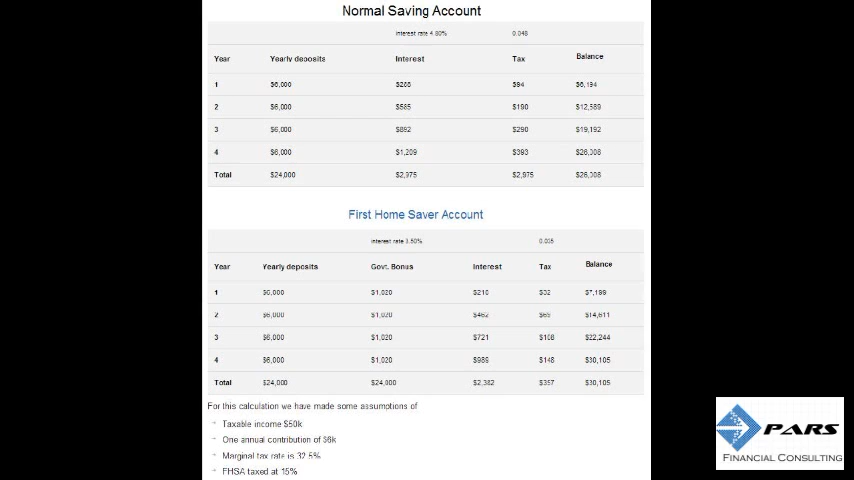 Normal Saving Account
Interest rate 4.80% 0.048
Year Yearly deposits Interest Tax Balance
1 $6,000 $288 $94 $6,194
2 $6,000 $585 $190 $12,589
3 $6,000 $892 $290 $19,192
4 $6,000 $1,209 $393 $26,008
Total $24,000 $2,975 $2,975 $26,008
First Home Saver Account
Interest rate 3.50% 0.035
Year Yearly deposits Govt. Bonus Interest Tax Balance
1 $6,000 $1,020 $210 $32 $7,199
2 $6,000 $1,020 $462 $69 $14,611
3 $6,000 $1,020 $721 $108 $22,244
4 $6,000 $1,020 $989 $148 $30,105
Total $24,000 $24,000 $2,382 $357 $30,105
For this calculation we have made some assumptions of
Taxable income $50k
One annual contribution of $6k
Marginal tax rate is 32.5%
FHSA taxed at 15%
PARS
FINANCIAL CONSULTING